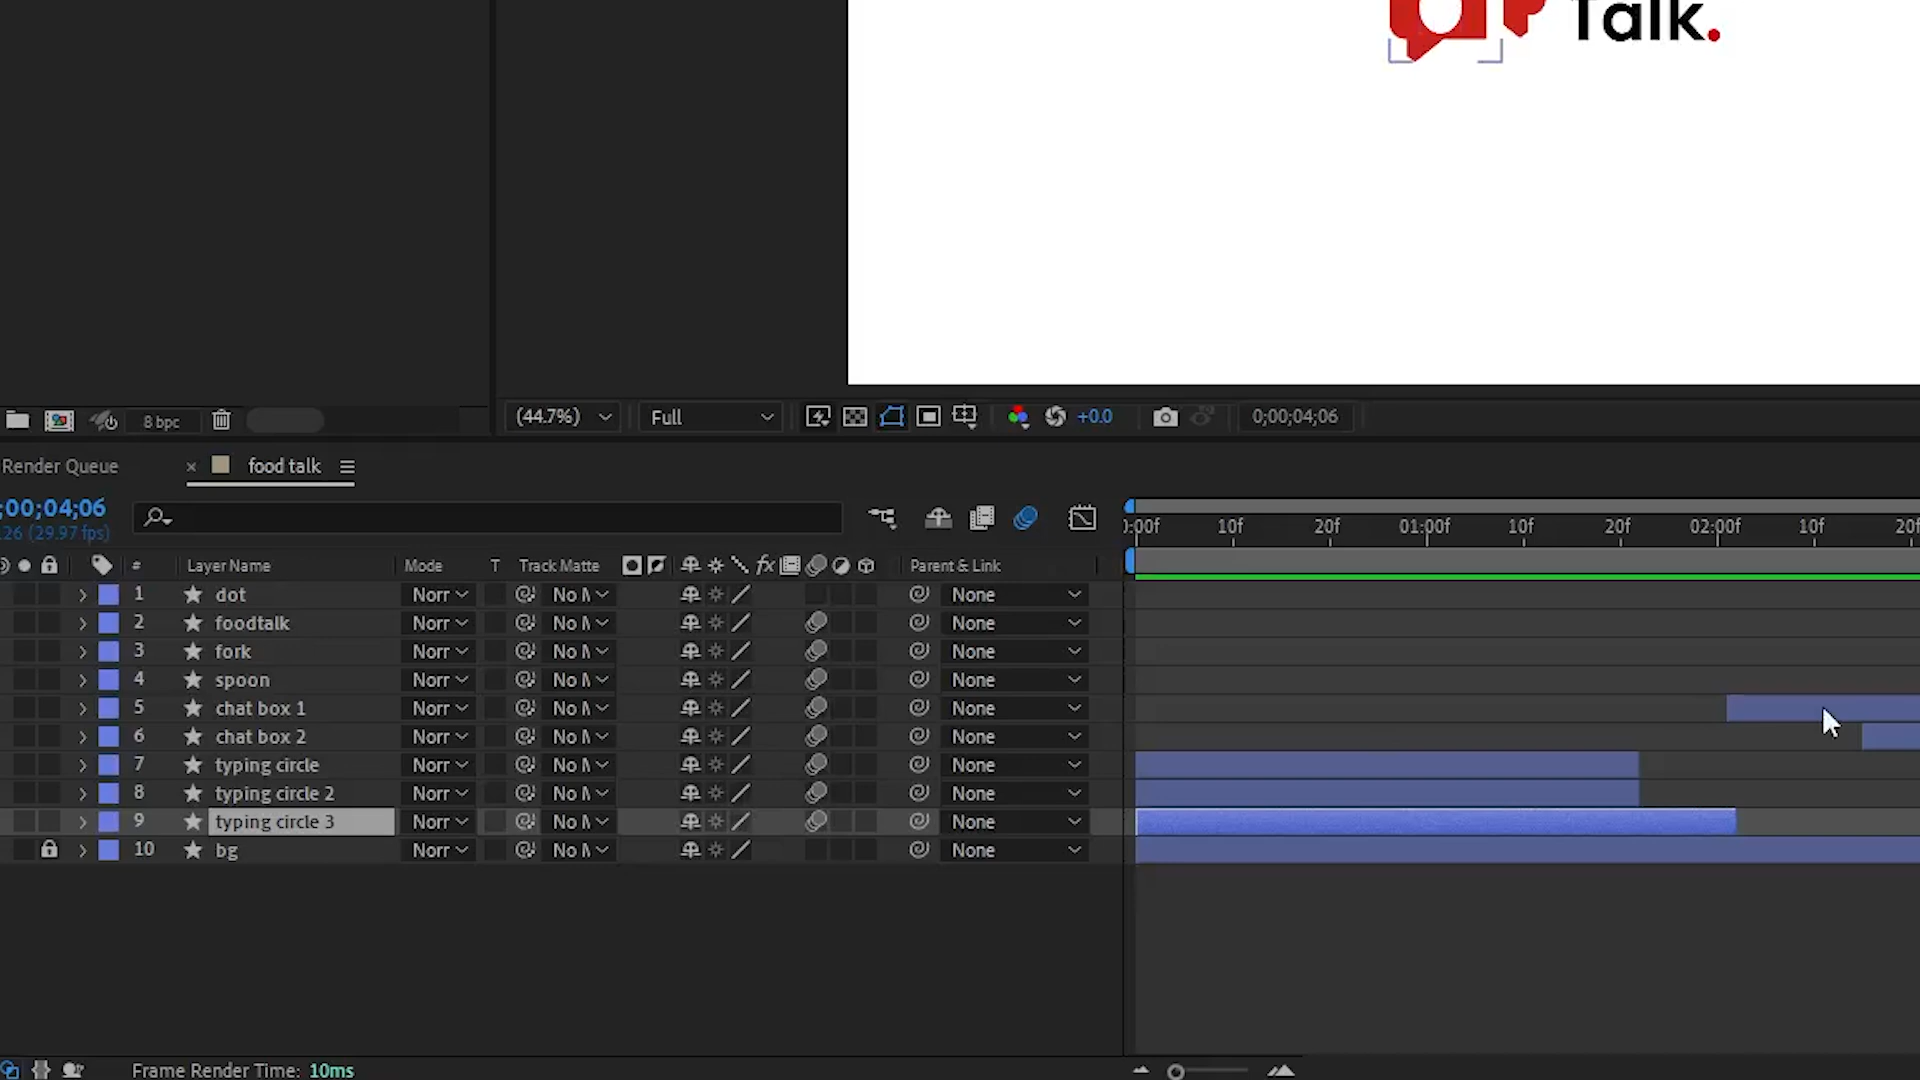 Talk.
8 bpc
(44.7%) Full +0.0 0;00;04;06
Render Queue × food talk
;00;04;06
26 (29.97 fps)
0:00f 10f 20f 01:00f 10f 20f 02:00f 10f 20f
# Layer Name Mode T Track Matte fx Parent & Link
1 dot Norr No M None
2 foodtalk Norr No M None
3 fork Norr No M None
4 spoon Norr No M None
5 chat box 1 Norr No M None
6 chat box 2 Norr No M None
7 typing circle Norr No M None
8 typing circle 2 Norr No M None
9 typing circle 3 Norr No M None
10 bg Norr No M None
Frame Render Time: 10ms